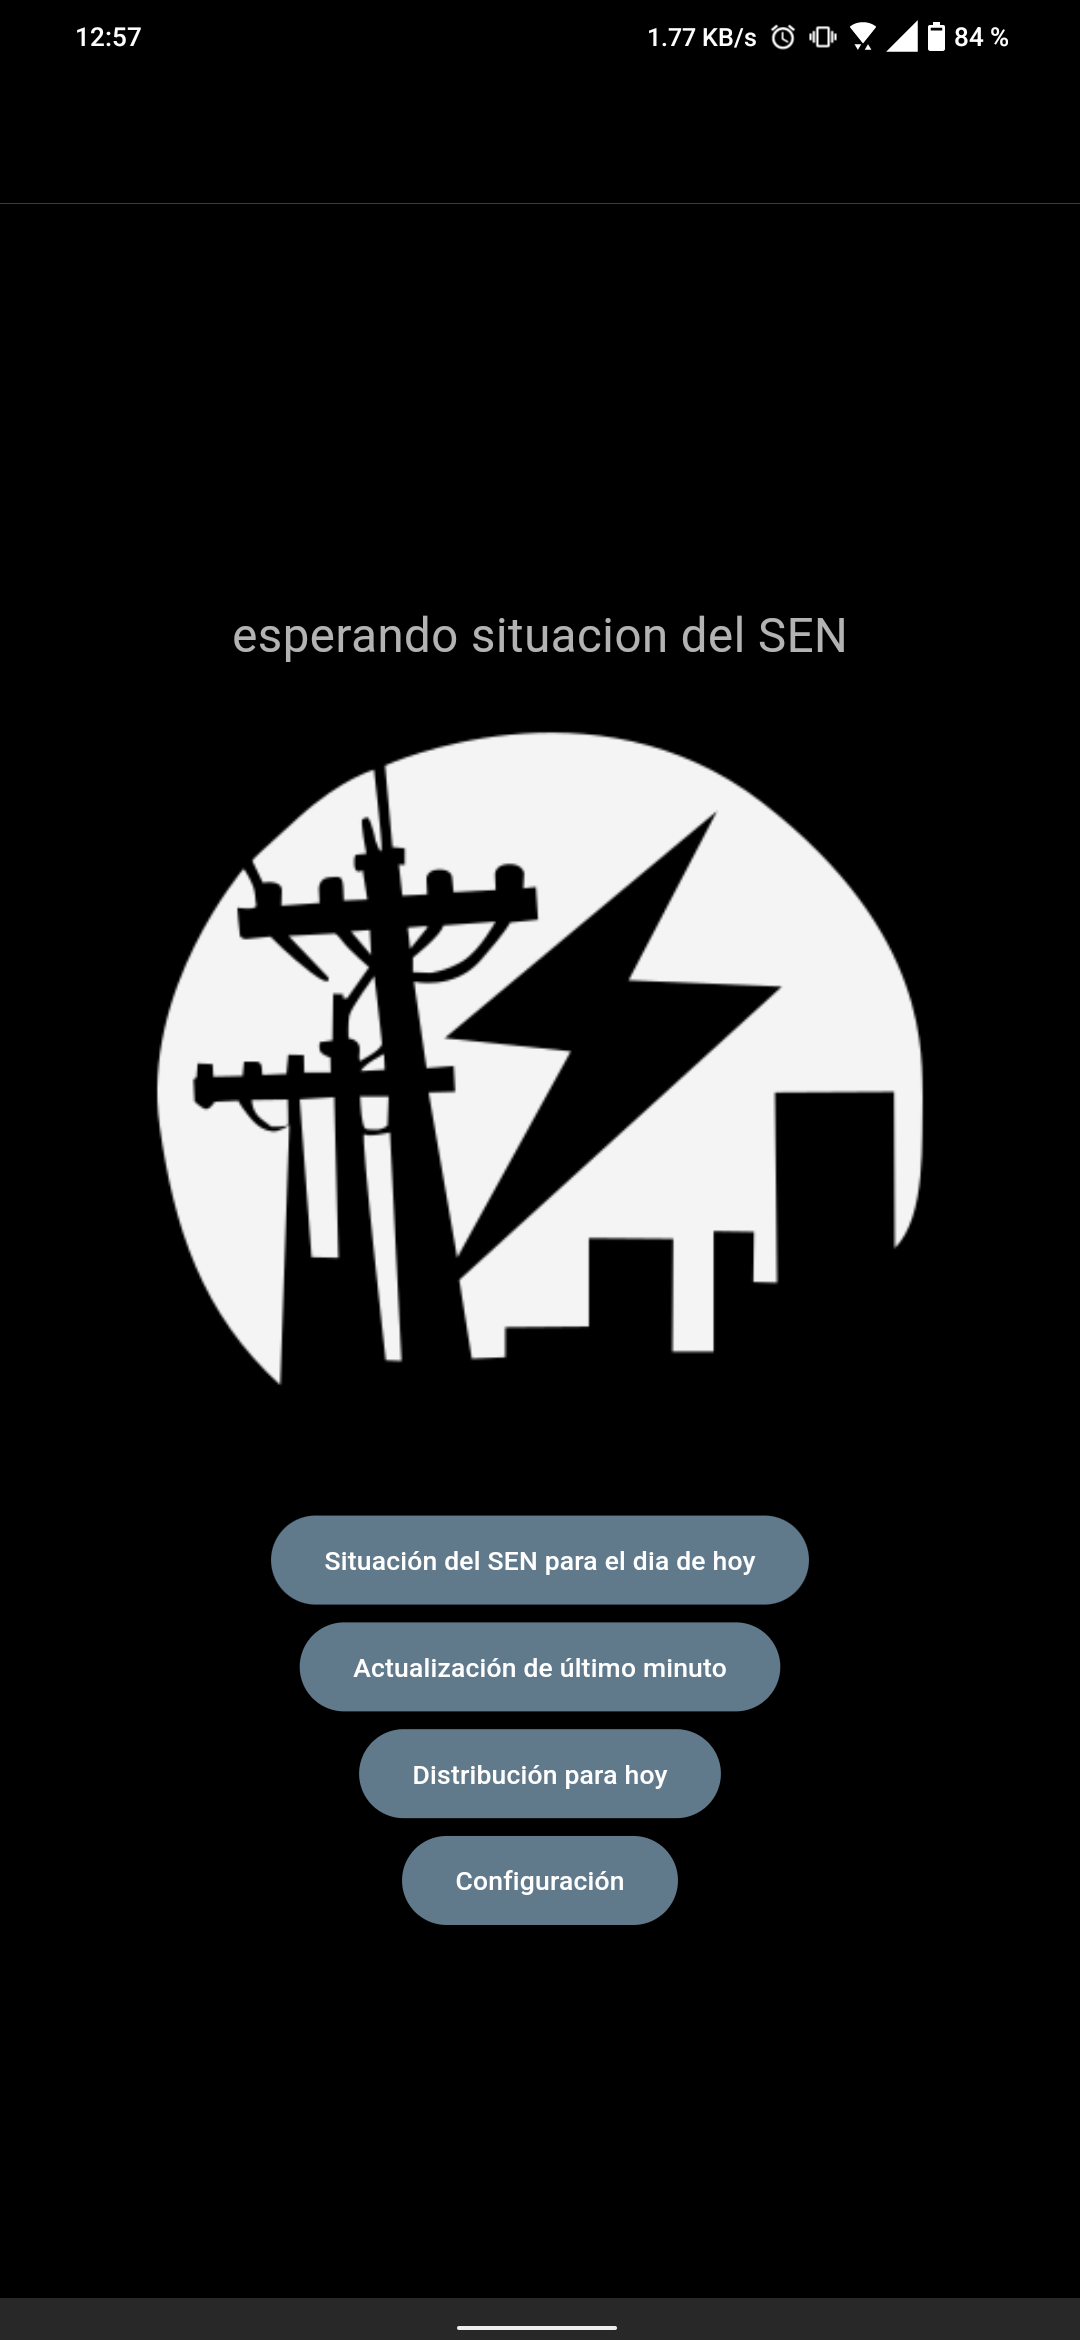 12:57 1.77 KB/s 84 %
esperando situacion del SEN
Situación del SEN para el dia de hoy
Actualización de último minuto
Distribución para hoy
Configuración